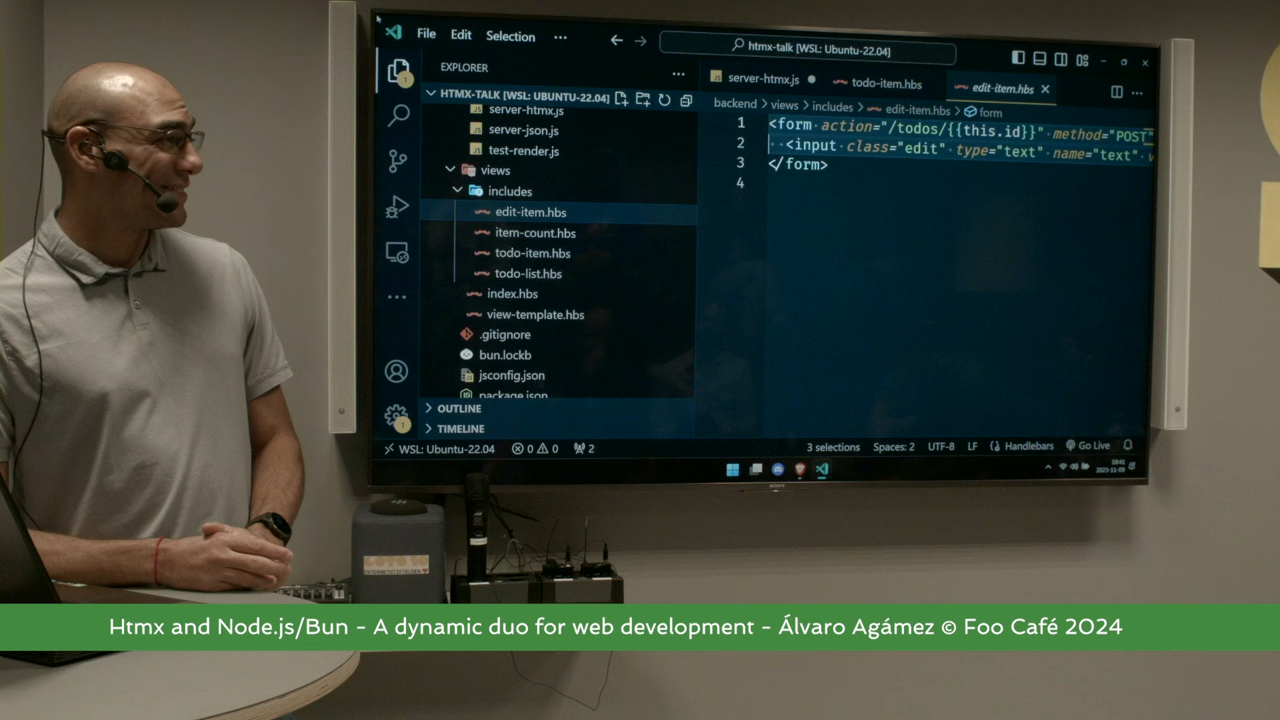 File Edit Selection ···
htmx-talk [WSL: Ubuntu-22.04]
EXPLORER
HTMX-TALK [WSL: UBUNTU-22.04]
server-htmx.js
server-json.js
test-render.js
views
includes
edit-item.hbs
item-count.hbs
todo-item.hbs
todo-list.hbs
index.hbs
view-template.hbs
.gitignore
bun.lockb
jsconfig.json
package.json
OUTLINE
TIMELINE
server-htmx.js todo-item.hbs edit-item.hbs
backend > views > includes > edit-item.hbs > form
1 <form action="/todos/{{this.id}}" method="POST"
2 <input class="edit" type="text" name="text"
3 </form>
4
WSL: Ubuntu-22.04 0 0 2 3 selections Spaces: 2 UTF-8 LF Handlebars Go Live
2023-11-09
SONY
Htmx and Node.js/Bun - A dynamic duo for web development - Álvaro Agámez © Foo Café 2024